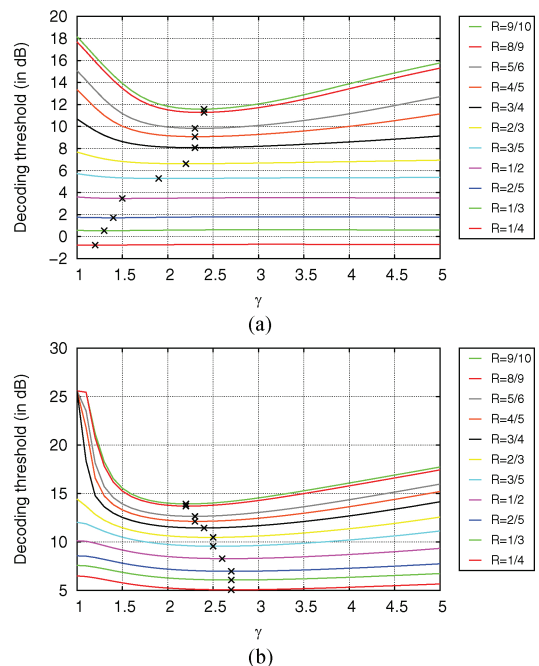 (a)
Decoding threshold (in dB)
18
16
14
12
10
8
6
4
2
0
−2
1
1.5
2
2.5
3
3.5
4
4.5
5
γ
R=9/10
R=8/9
R=5/6
R=4/5
R=3/4
R=2/3
R=3/5
R=1/2
R=2/5
R=1/3
R=1/4
Decoding threshold (in dB)
30
25
20
15
10
5
1
1.5
2
2.5
3
3.5
4
4.5
5
γ
(b)
R=9/10
R=8/9
R=5/6
R=4/5
R=3/4
R=2/3
R=3/5
R=1/2
R=2/5
R=1/3
R=1/4